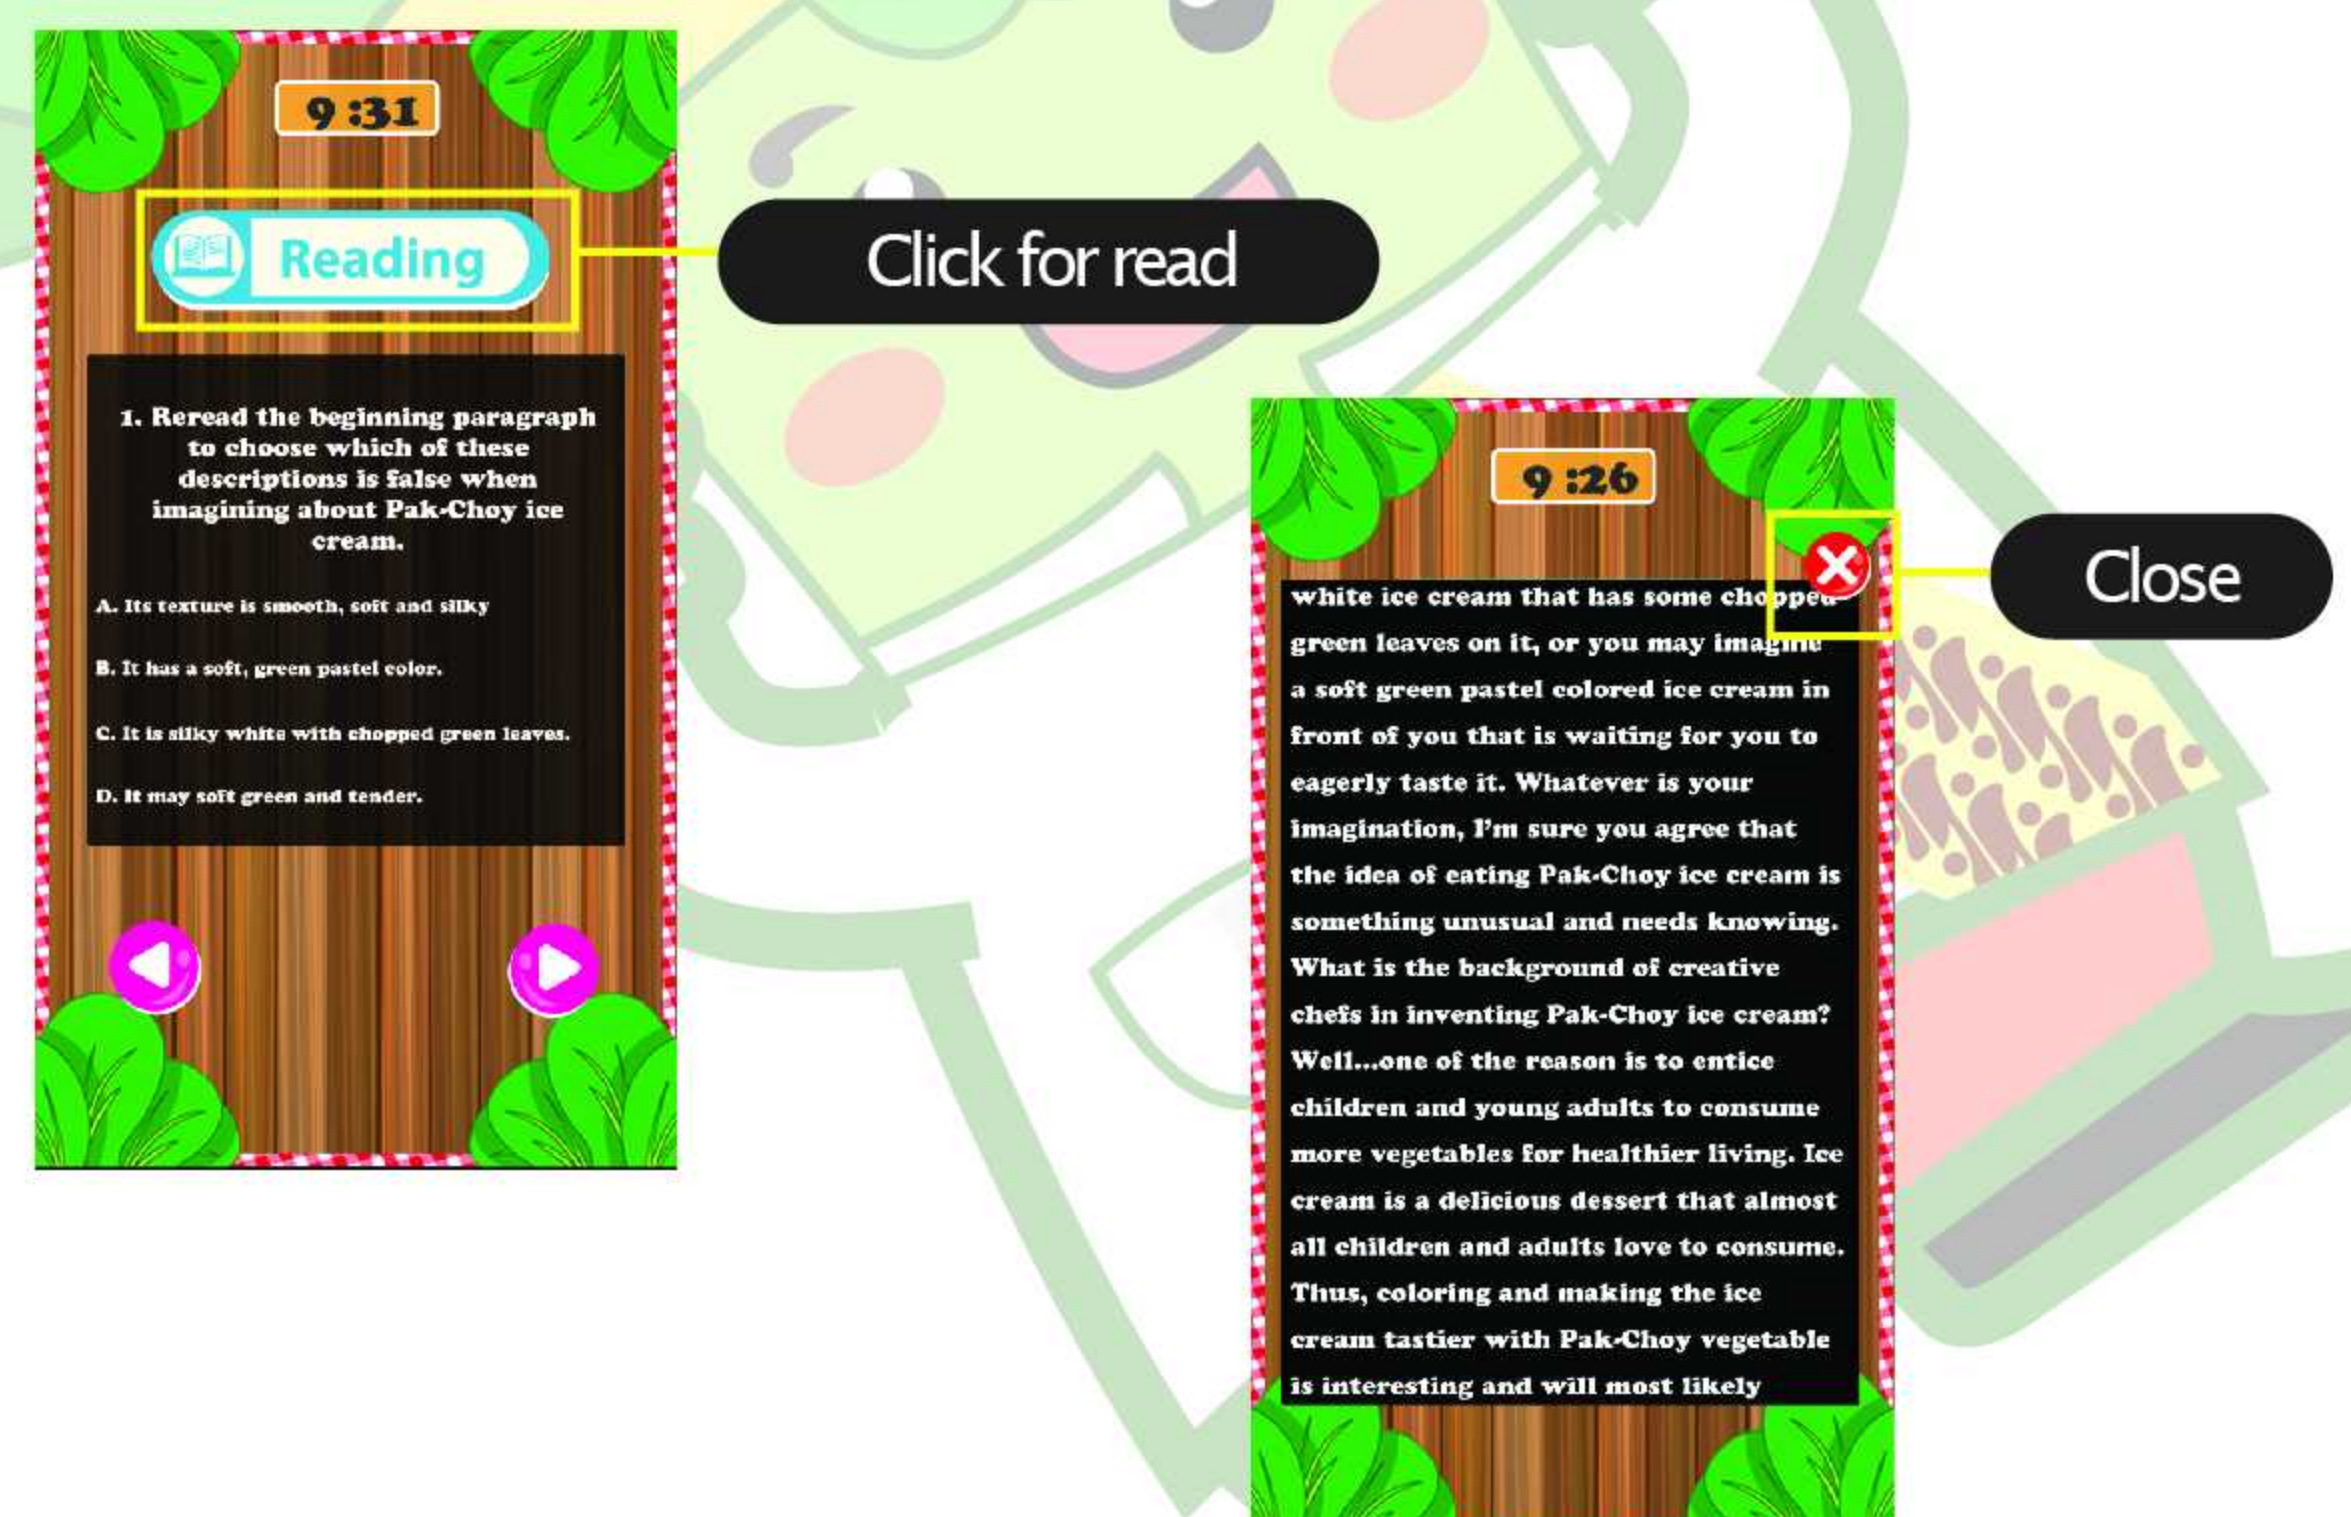 9 :31
Reading
Click for read
1. Reread the beginning paragraph
to choose which of these
descriptions is false when
imagining about Pak-Choy ice
cream.
A. Its texture is smooth, soft and silky
B. It has a soft, green pastel color.
C. It is silky white with chopped green leaves.
D. It may soft green and tender.
9 :26
Close
white ice cream that has some chopped
green leaves on it, or you may imagine
a soft green pastel colored ice cream in
front of you that is waiting for you to
eagerly taste it. Whatever is your
imagination, I'm sure you agree that
the idea of eating Pak-Choy ice cream is
something unusual and needs knowing.
What is the background of creative
chefs in inventing Pak-Choy ice cream?
Well...one of the reason is to entice
children and young adults to consume
more vegetables for healthier living. Ice
cream is a delicious dessert that almost
all children and adults love to consume.
Thus, coloring and making the ice
cream tastier with Pak-Choy vegetable
is interesting and will most likely